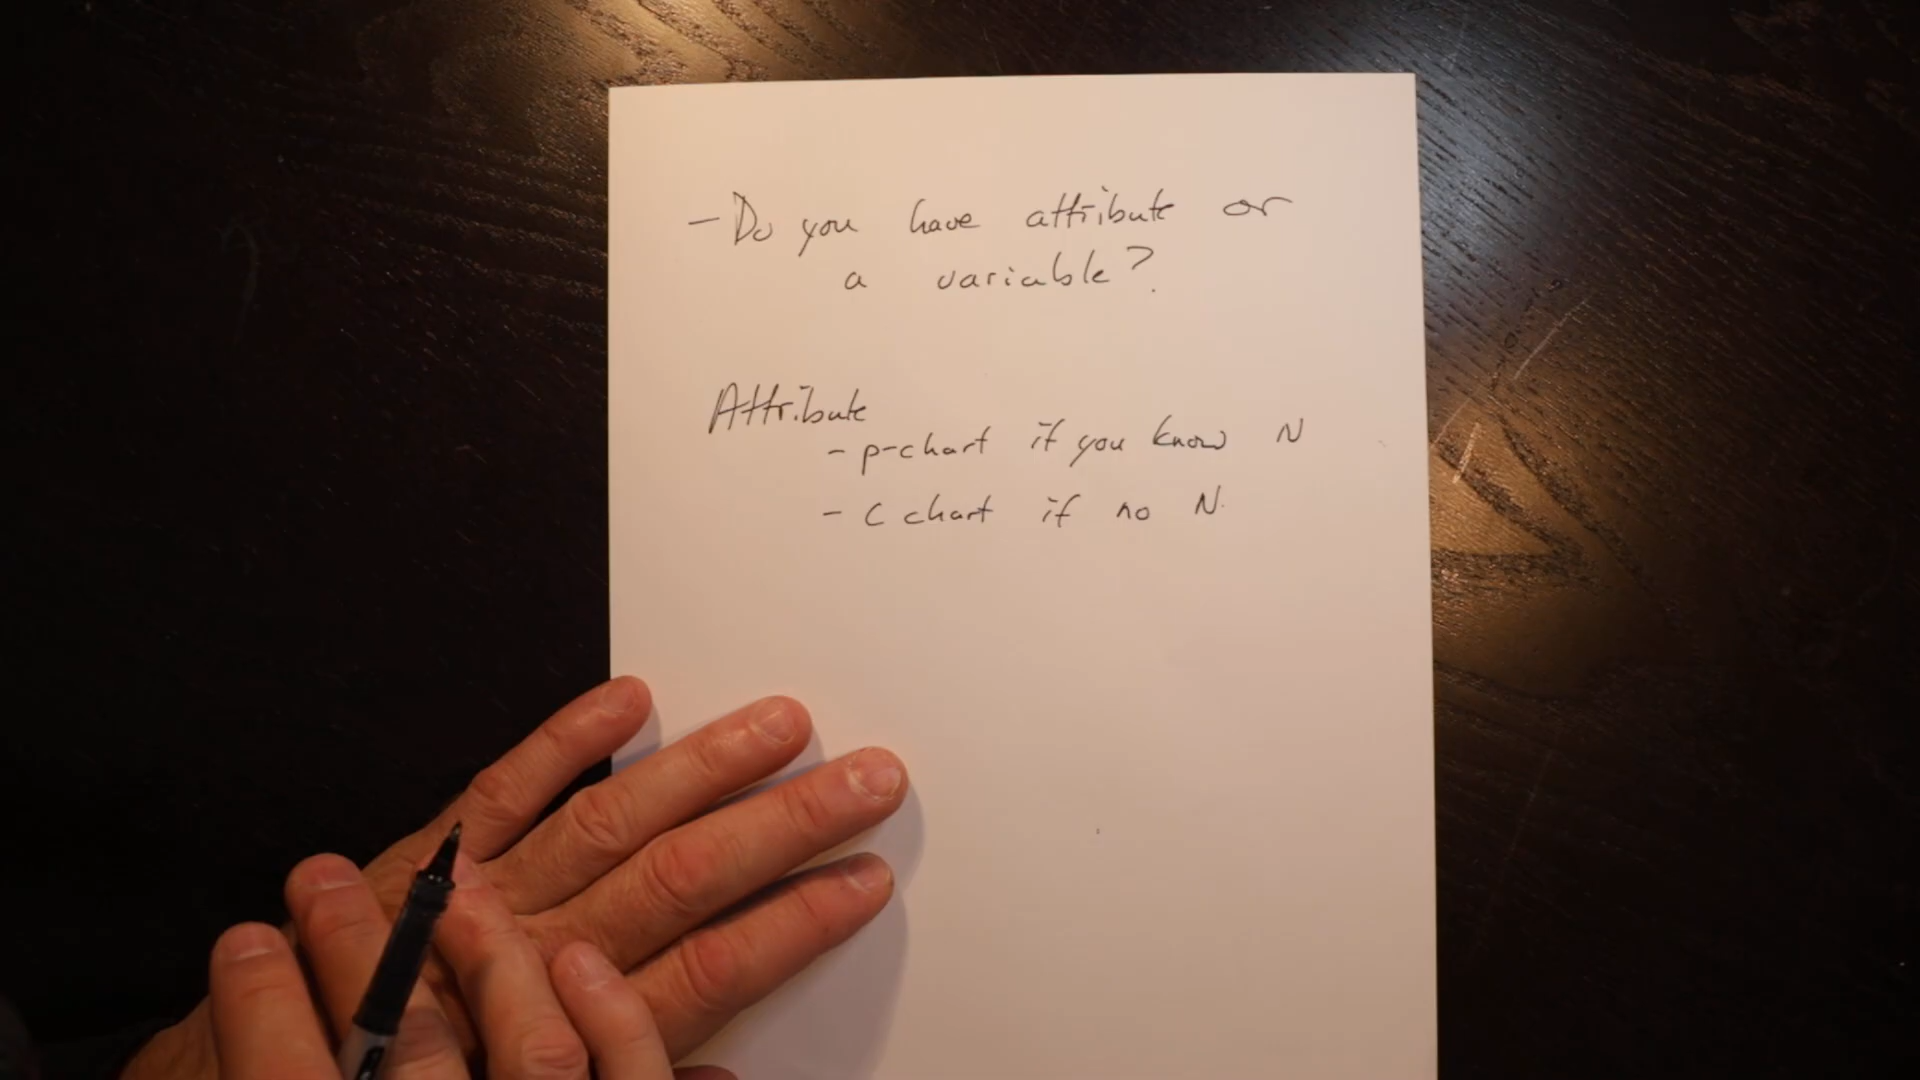 - Do you have attribute or
a variable?
Attribute
- p-chart if you know N
- C chart if no N.